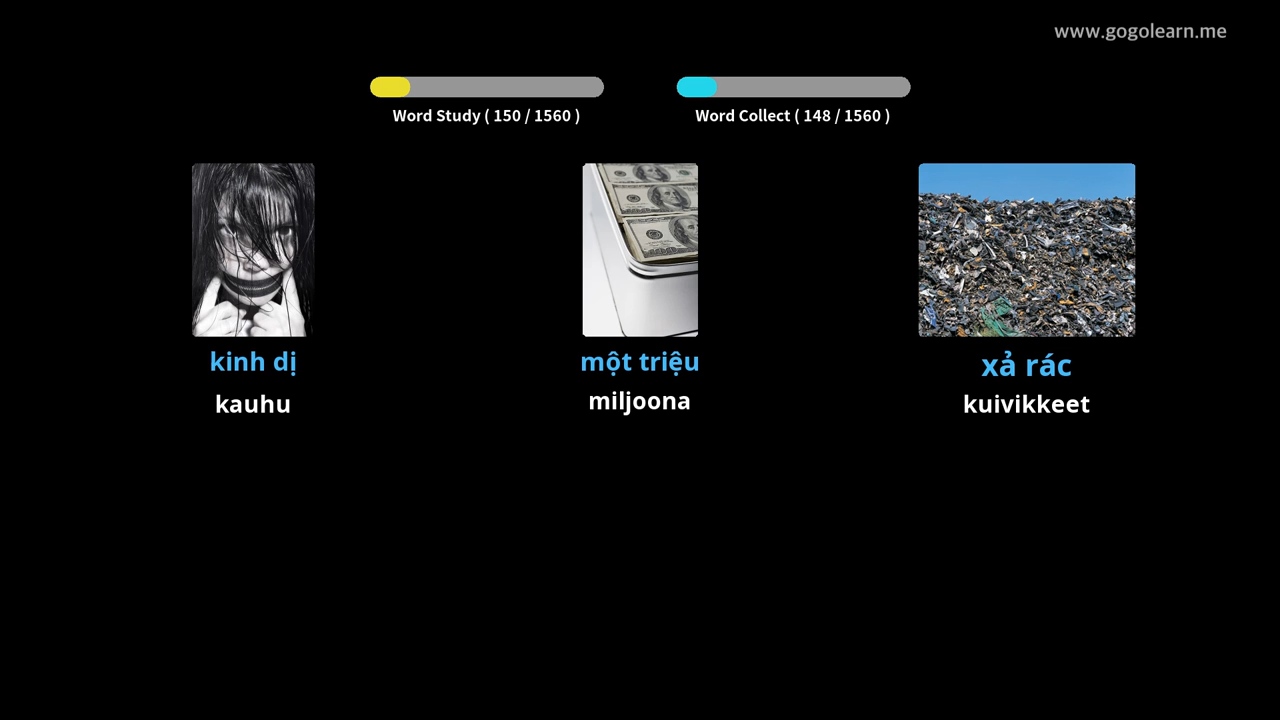 www.gogolearn.me
Word Study ( 150 / 1560 )
Word Collect ( 148 / 1560 )
kinh dị
kauhu
một triệu
miljoona
xả rác
kuivikkeet